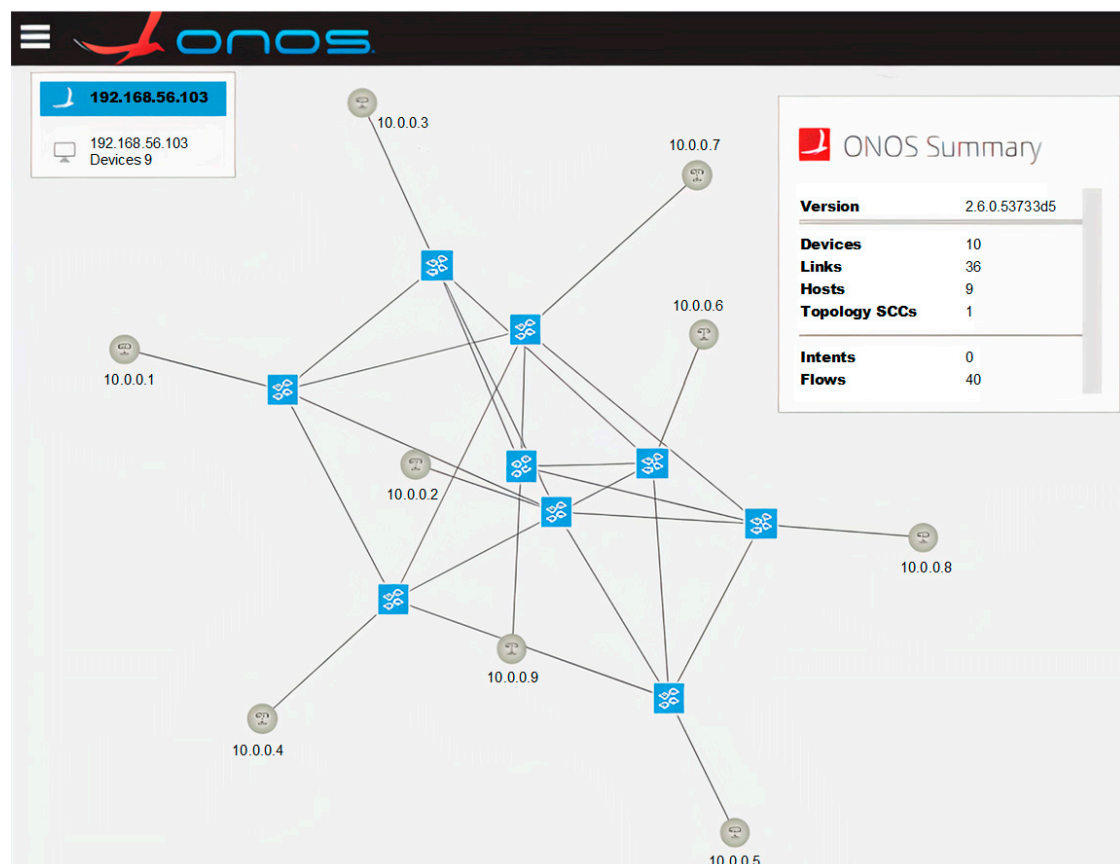 onos
192.168.56.103
192.168.56.103
Devices 9
10.0.0.3
10.0.0.7
10.0.0.6
10.0.0.1
10.0.0.2
10.0.0.8
10.0.0.9
10.0.0.4
10.0.0.5
ONOS Summary
Version 2.6.0.53733d5
Devices 10
Links 36
Hosts 9
Topology SCCs 1
Intents 0
Flows 40